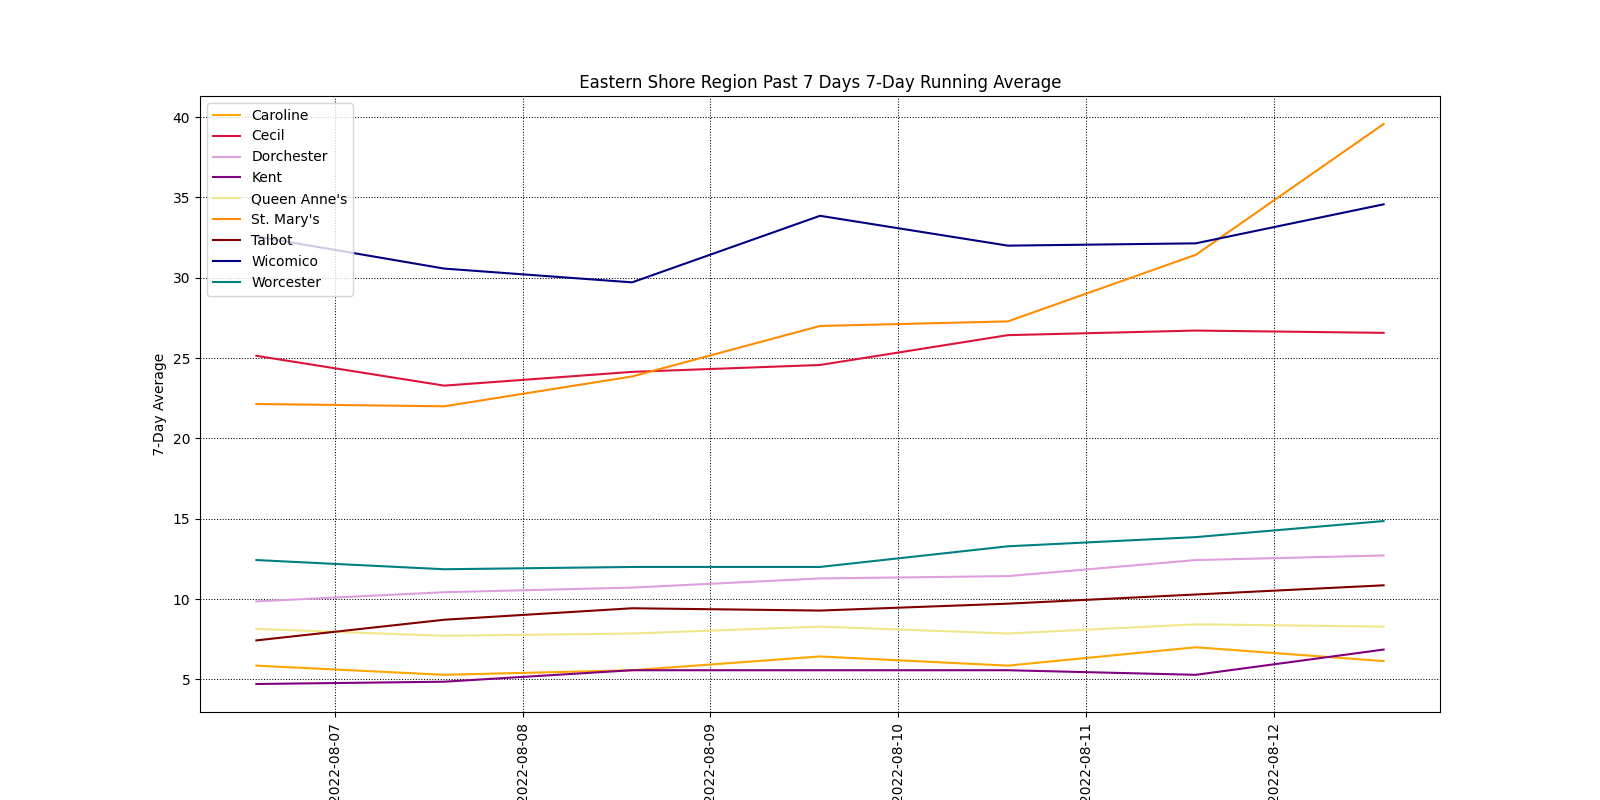 Eastern Shore Region Past 7 Days 7-Day Running Average
Caroline
Cecil
Dorchester
Kent
Queen Anne's
St. Mary's
Talbot
Wicomico
Worcester
7-Day Average
40
35
30
25
20
15
10
5
2022-08-07
2022-08-08
2022-08-09
2022-08-10
2022-08-11
2022-08-12